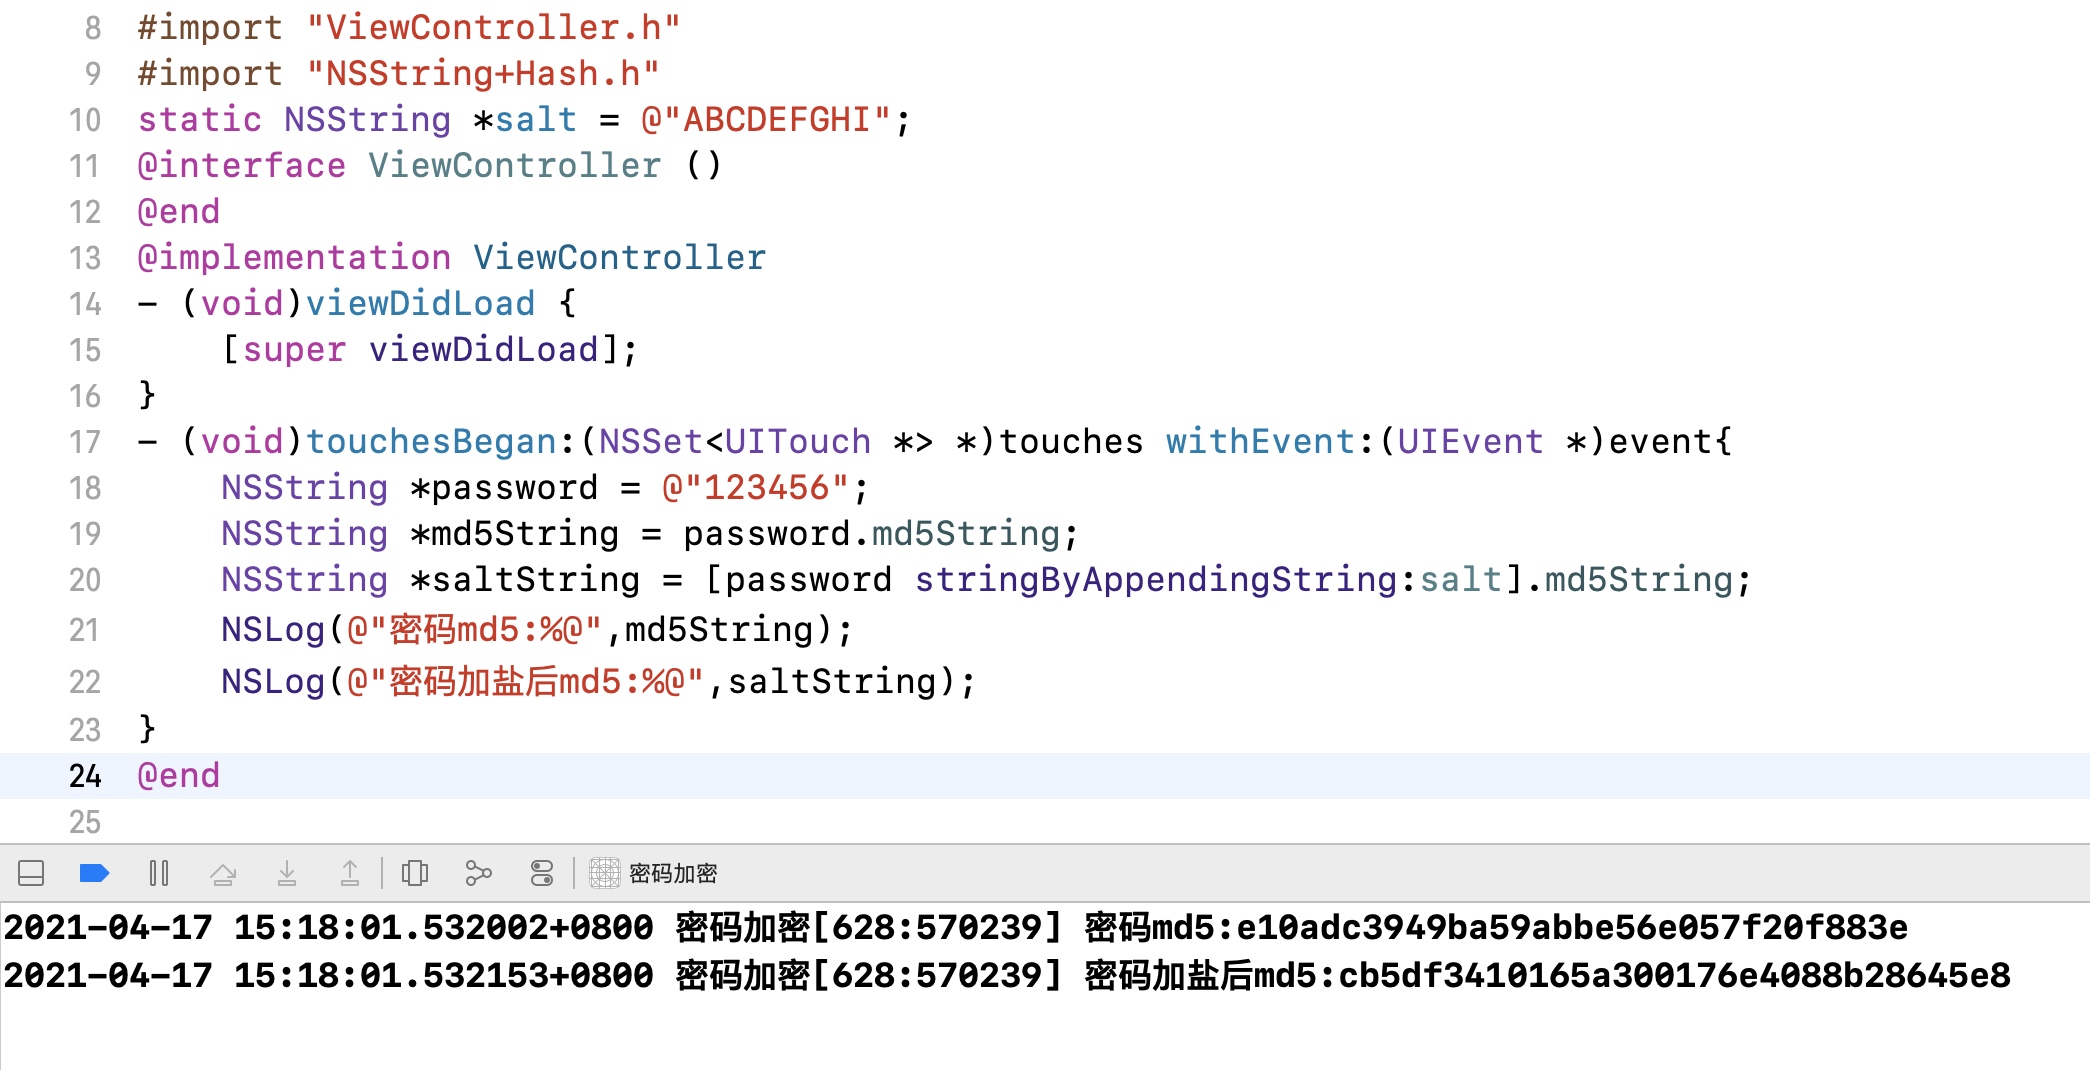 8 #import "ViewController.h"
9 #import "NSString+Hash.h"
10 static NSString *salt = @"ABCDEFGHI";
11 @interface ViewController ()
12 @end
13 @implementation ViewController
14 - (void)viewDidLoad {
15     [super viewDidLoad];
16 }
17 - (void)touchesBegan:(NSSet<UITouch *> *)touches withEvent:(UIEvent *)event{
18     NSString *password = @"123456";
19     NSString *md5String = password.md5String;
20     NSString *saltString = [password stringByAppendingString:salt].md5String;
21     NSLog(@"密码md5:%@",md5String);
22     NSLog(@"密码加盐后md5:%@",saltString);
23 }
24 @end
25
密码加密
2021-04-17 15:18:01.532002+0800 密码加密[628:570239] 密码md5:e10adc3949ba59abbe56e057f20f883e
2021-04-17 15:18:01.532153+0800 密码加密[628:570239] 密码加盐后md5:cb5df3410165a300176e4088b28645e8